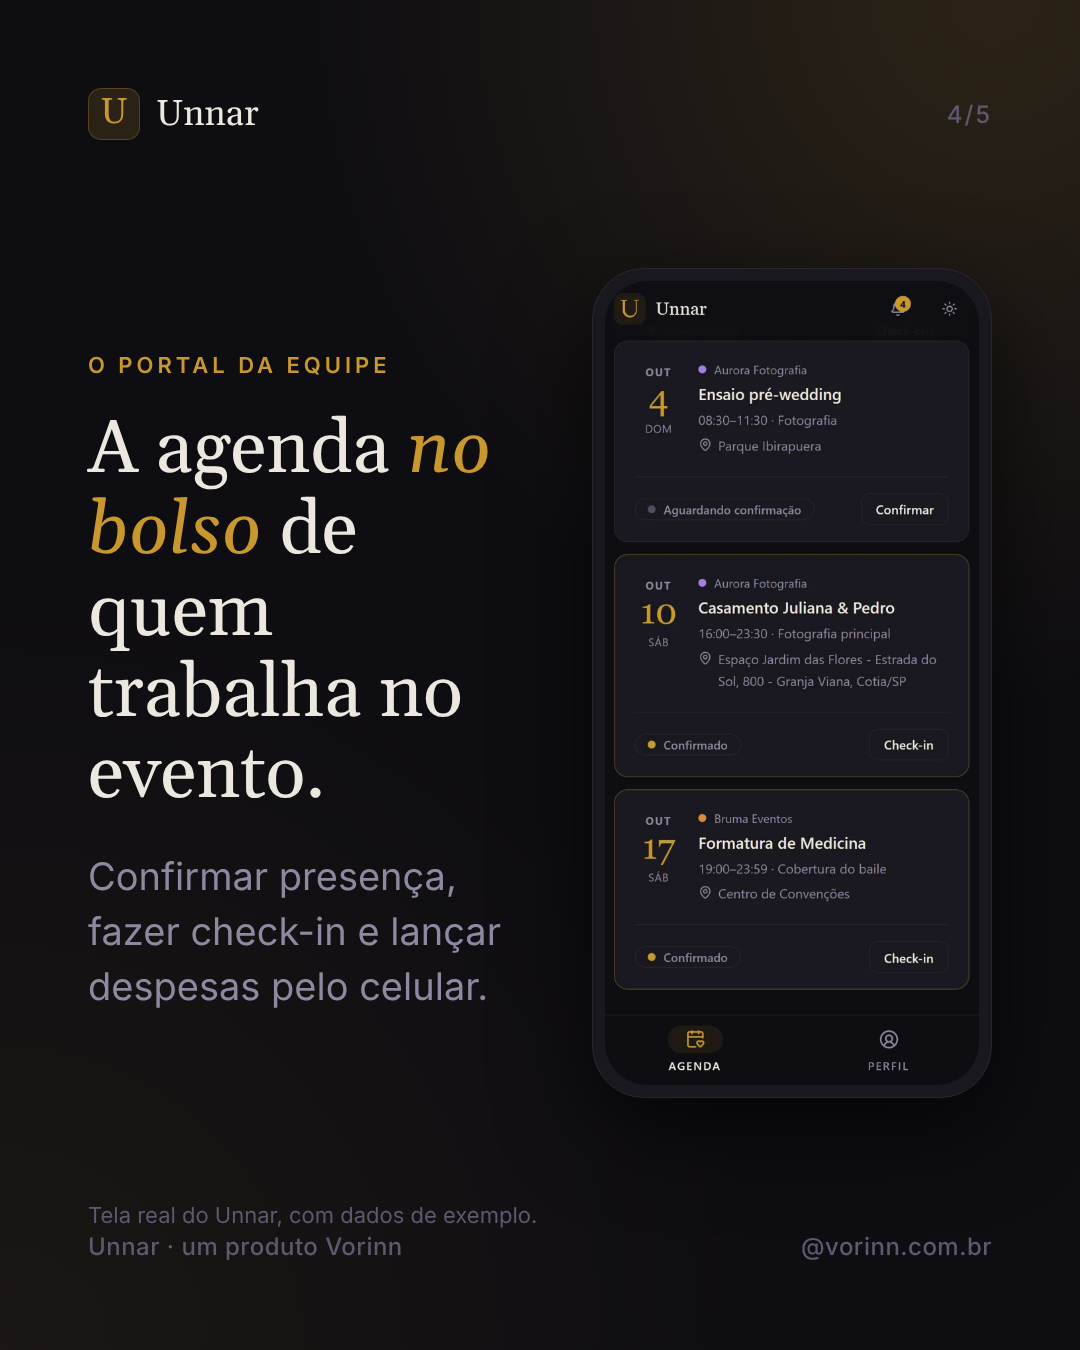 U Unnar
4/5
O PORTAL DA EQUIPE
A agenda no
bolso de
quem
trabalha no
evento.
Confirmar presença,
fazer check-in e lançar
despesas pelo celular.
U Unnar
4
OUT
4
DOM
Aurora Fotografia
Ensaio pré-wedding
08:30–11:30 · Fotografia
Parque Ibirapuera
Aguardando confirmação
Confirmar
OUT
10
SÁB
Aurora Fotografia
Casamento Juliana & Pedro
16:00–23:30 · Fotografia principal
Espaço Jardim das Flores - Estrada do
Sol, 800 - Granja Viana, Cotia/SP
Confirmado
Check-in
OUT
17
SÁB
Bruma Eventos
Formatura de Medicina
19:00–23:59 · Cobertura do baile
Centro de Convenções
Confirmado
Check-in
AGENDA
PERFIL
Tela real do Unnar, com dados de exemplo.
Unnar · um produto Vorinn
@vorinn.com.br